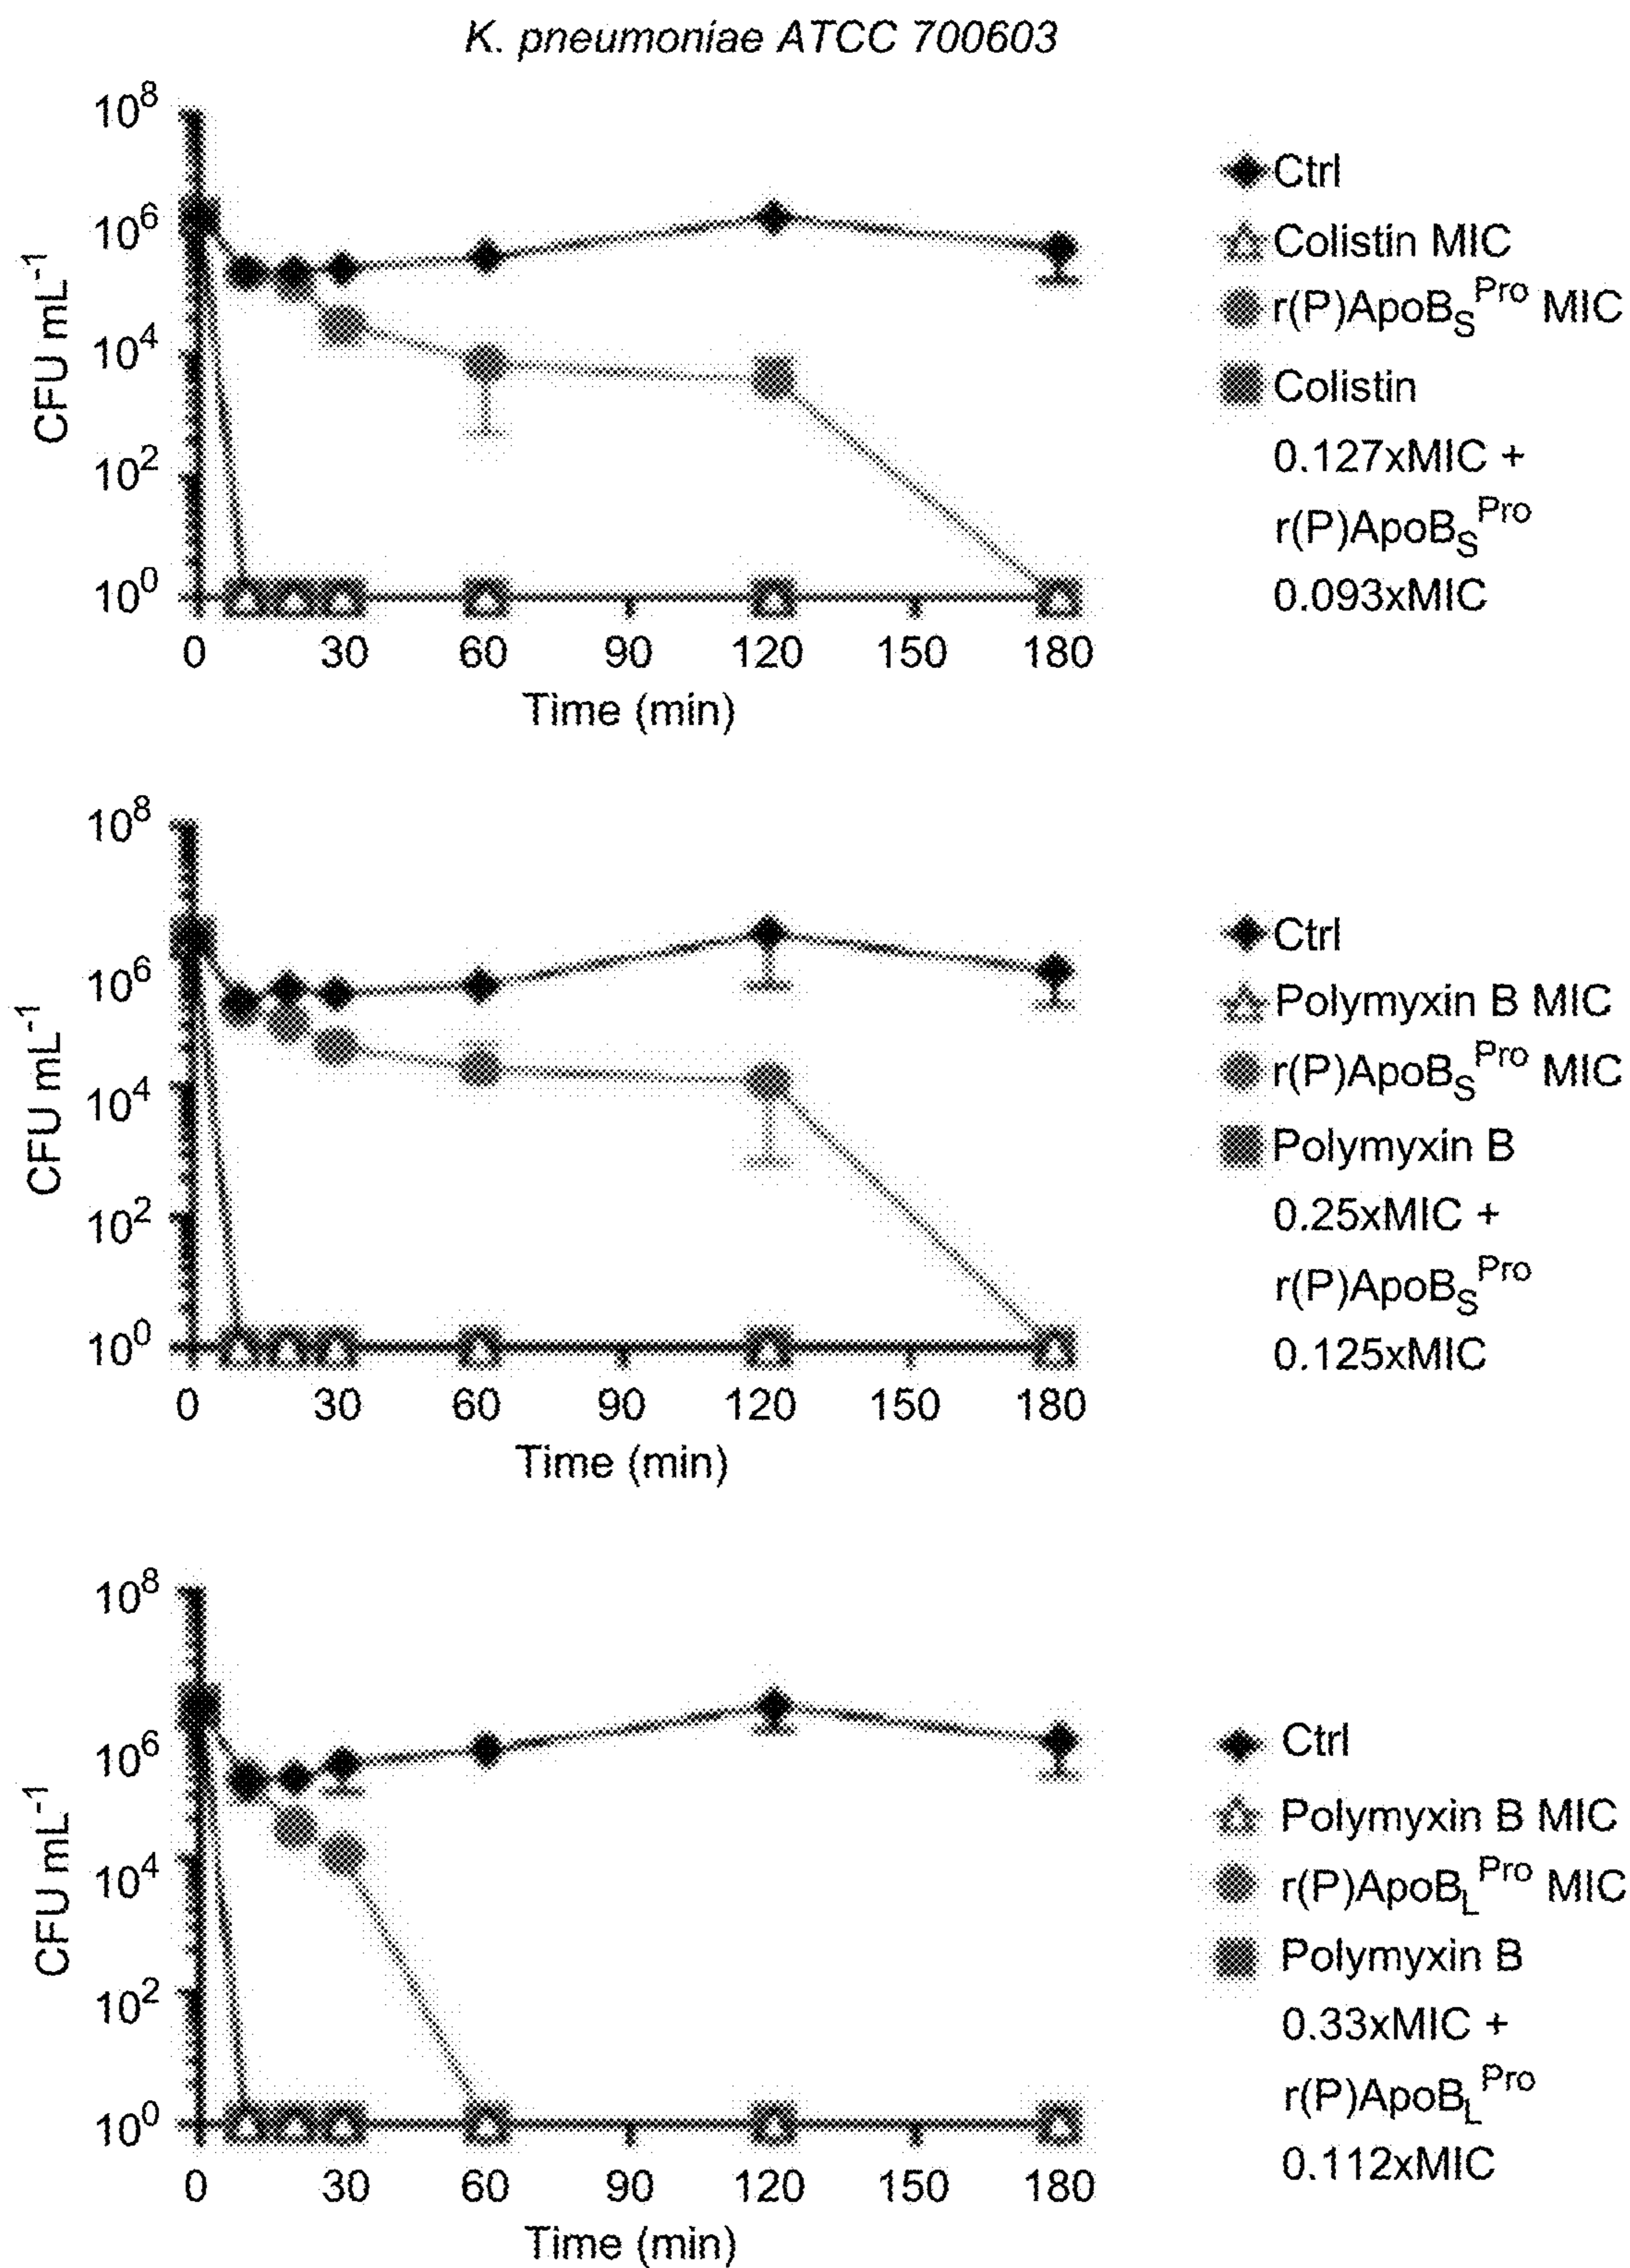 K. pneumoniae ATCC 700603
10^8
10^6
10^4
10^2
10^0
CFU mL^-1
0 30 60 90 120 150 180
Time (min)
Ctrl
Colistin MIC
r(P)ApoB_S^Pro MIC
Colistin
0.127xMIC +
r(P)ApoB_S^Pro
0.093xMIC
10^8
10^6
10^4
10^2
10^0
CFU mL^-1
0 30 60 90 120 150 180
Time (min)
Ctrl
Polymyxin B MIC
r(P)ApoB_S^Pro MIC
Polymyxin B
0.25xMIC +
r(P)ApoB_S^Pro
0.125xMIC
10^8
10^6
10^4
10^2
10^0
CFU mL^-1
0 30 60 90 120 150 180
Time (min)
Ctrl
Polymyxin B MIC
r(P)ApoB_L^Pro MIC
Polymyxin B
0.33xMIC +
r(P)ApoB_L^Pro
0.112xMIC